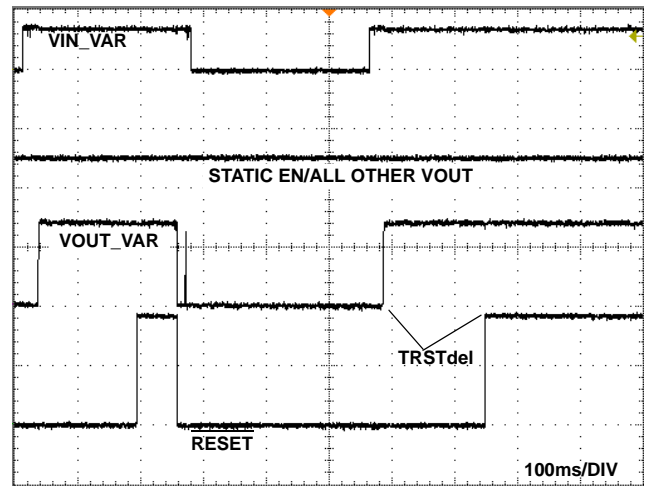 VIN_VAR
STATIC EN/ALL OTHER VOUT
VOUT_VAR
TRSTdel
RESET
100ms/DIV